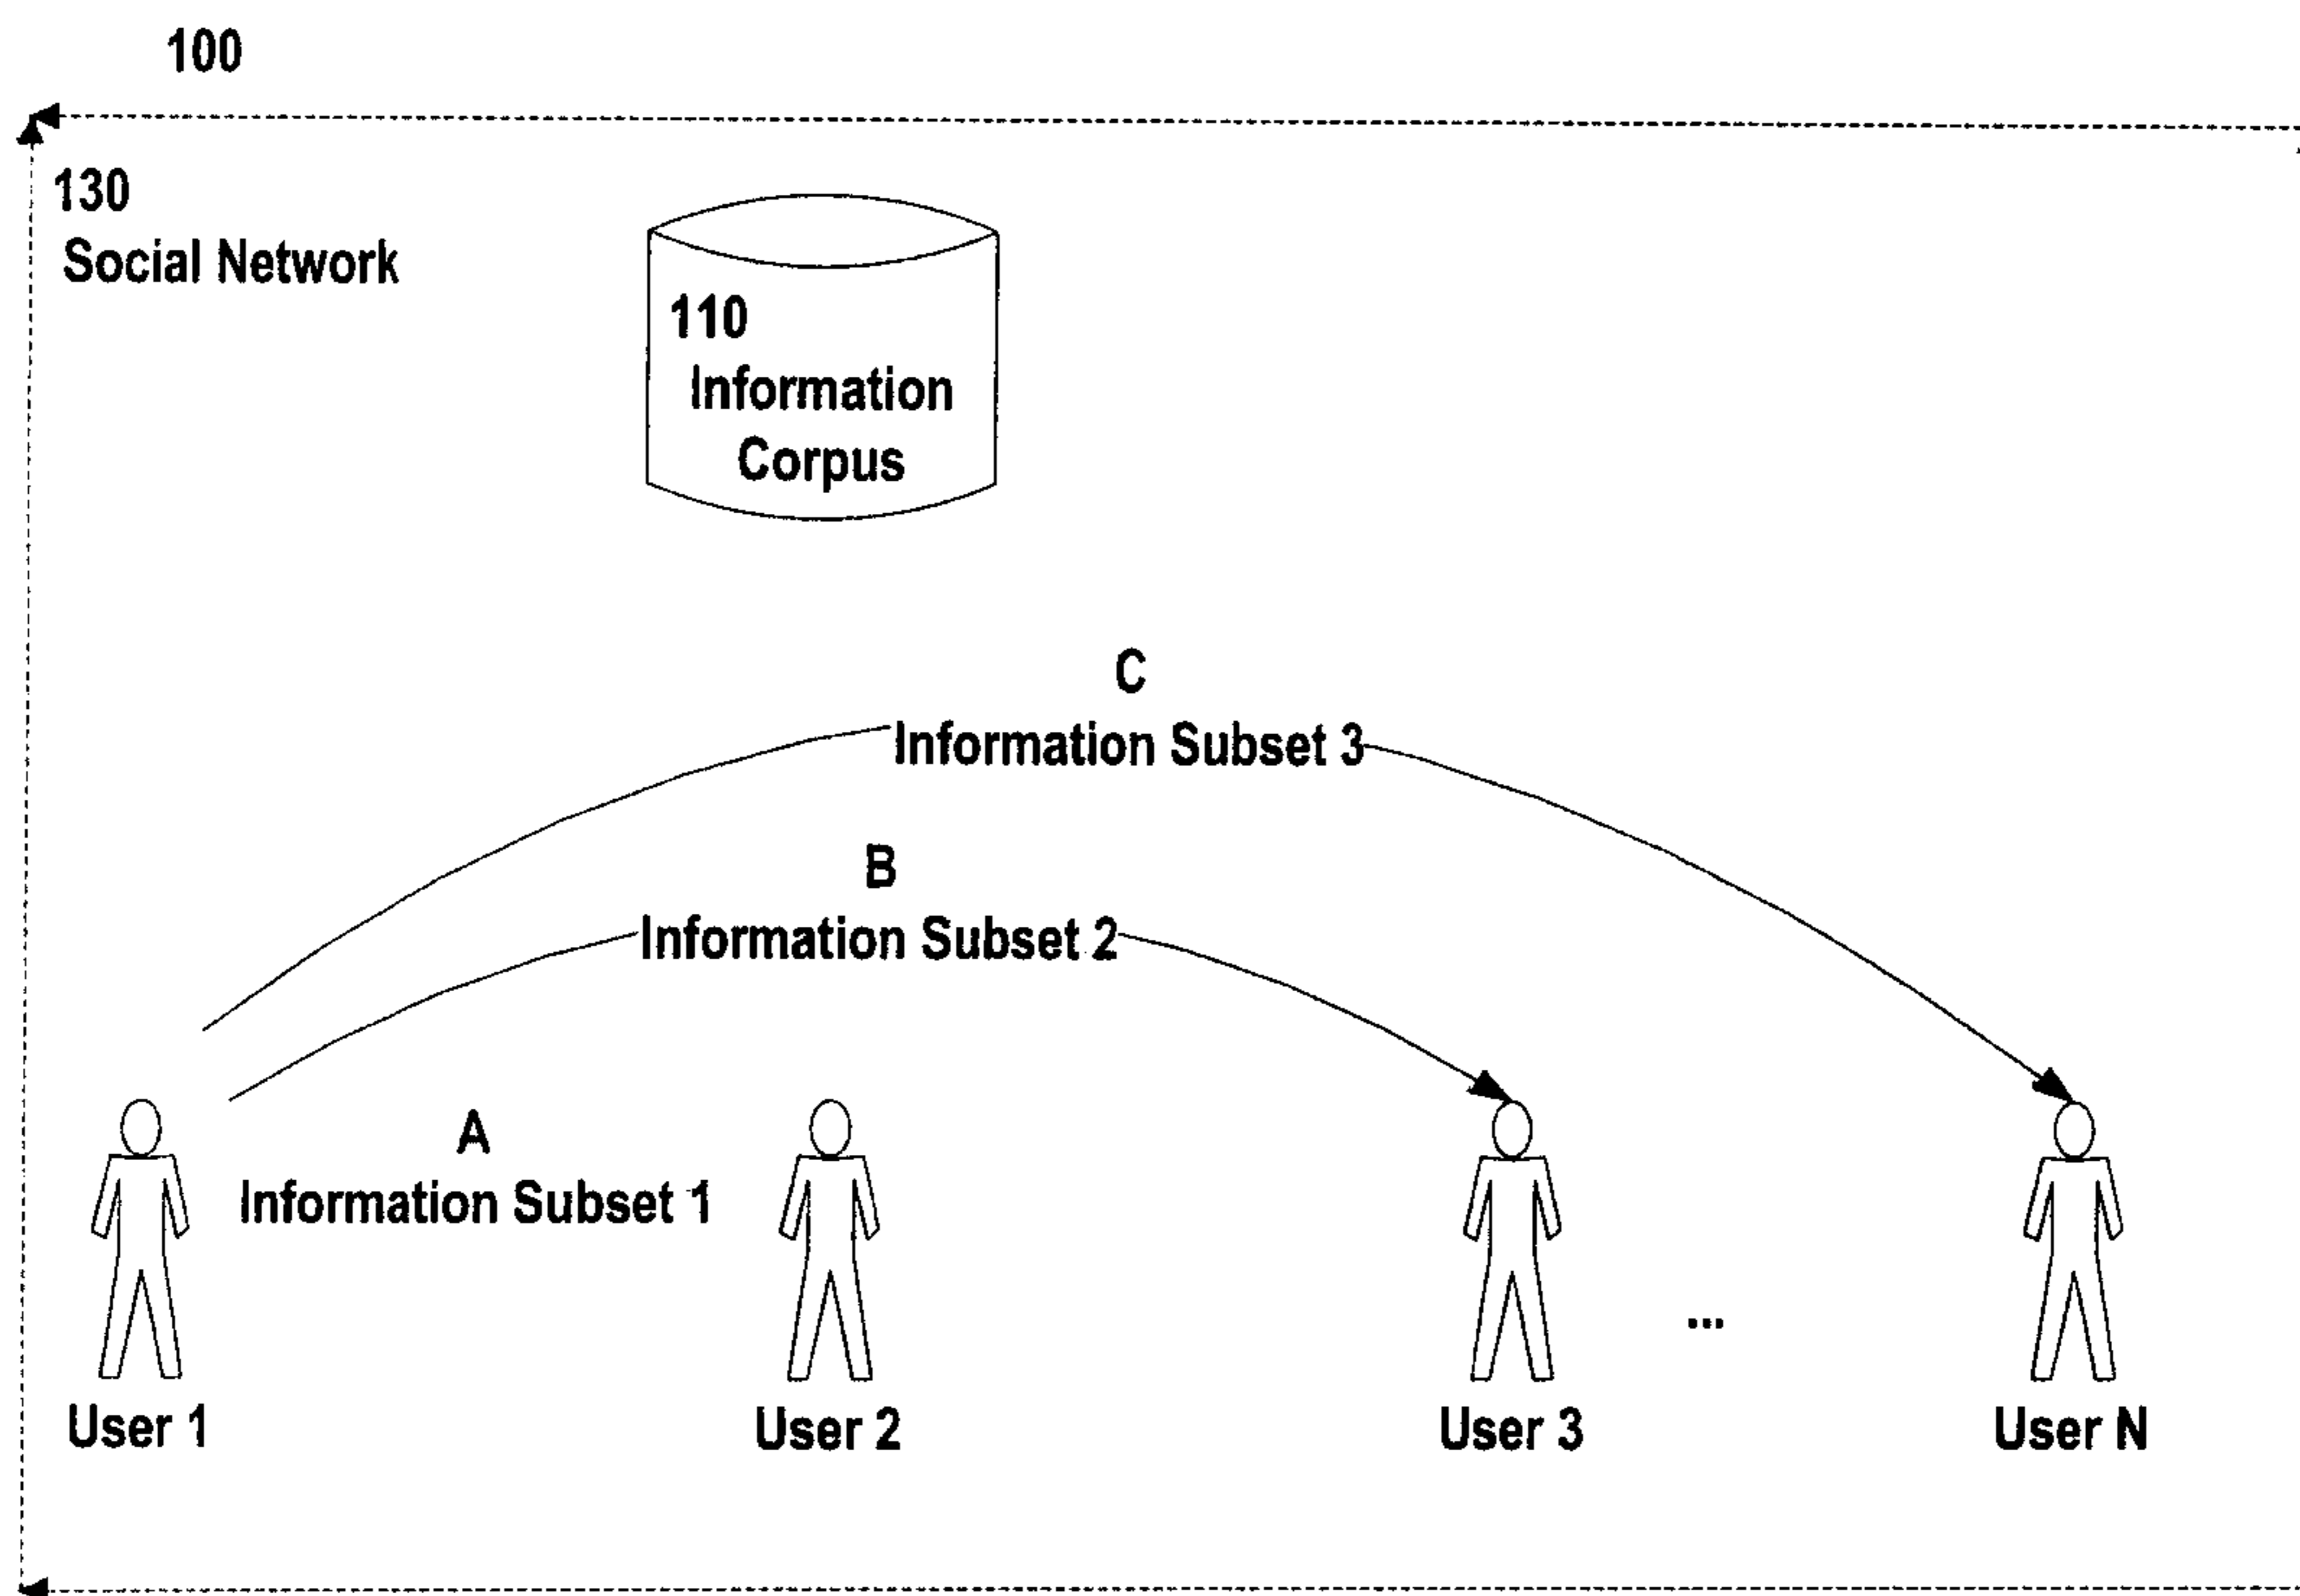 100
130
Social Network
110
Information
Corpus
C
Information Subset 3
B
Information Subset 2
A
Information Subset 1
...
User 1
User 2
User 3
User N